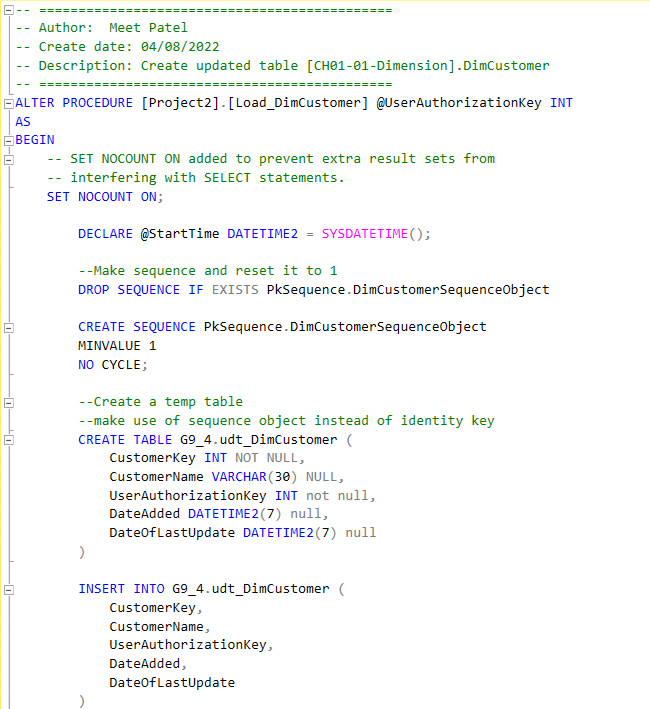 -- =============================================
-- Author:  Meet Patel
-- Create date: 04/08/2022
-- Description: Create updated table [CH01-01-Dimension].DimCustomer
-- =============================================
ALTER PROCEDURE [Project2].[Load_DimCustomer] @UserAuthorizationKey INT
AS
BEGIN
    -- SET NOCOUNT ON added to prevent extra result sets from
    -- interfering with SELECT statements.
    SET NOCOUNT ON;

        DECLARE @StartTime DATETIME2 = SYSDATETIME();

        --Make sequence and reset it to 1
        DROP SEQUENCE IF EXISTS PkSequence.DimCustomerSequenceObject

        CREATE SEQUENCE PkSequence.DimCustomerSequenceObject
        MINVALUE 1
        NO CYCLE;

        --Create a temp table
        --make use of sequence object instead of identity key
        CREATE TABLE G9_4.udt_DimCustomer (
            CustomerKey INT NOT NULL,
            CustomerName VARCHAR(30) NULL,
            UserAuthorizationKey INT not null,
            DateAdded DATETIME2(7) null,
            DateOfLastUpdate DATETIME2(7) null
        )

        INSERT INTO G9_4.udt_DimCustomer (
            CustomerKey,
            CustomerName,
            UserAuthorizationKey,
            DateAdded,
            DateOfLastUpdate
        )